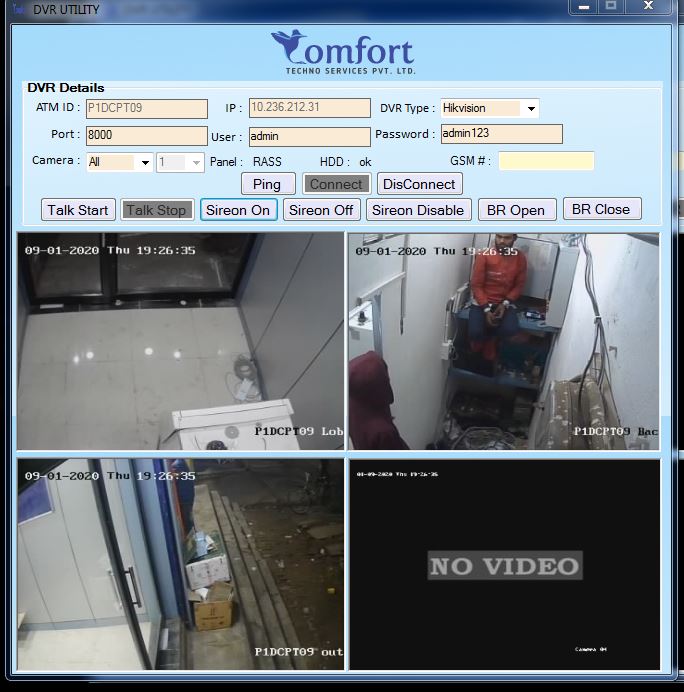 DVR UTILITY
Comfort
TECHNO SERVICES PVT. LTD.
DVR Details
ATM ID : P1DCPT09 IP : 10.236.212.31 DVR Type : Hikvision
Port : 8000 User : admin Password : admin123
Camera : All 1 Panel : RASS HDD : ok GSM # :
Ping Connect DisConnect
Talk Start Talk Stop Sireon On Sireon Off Sireon Disable BR Open BR Close
09-01-2020 Thu 19:26:35
P1DCPT09 Lob
09-01-2020 Thu 19:26:35
P1DCPT09 Bac
09-01-2020 Thu 19:26:35
P1DCPT09 out
01-09-2020 Thu 19:26:35
NO VIDEO
Camera 04